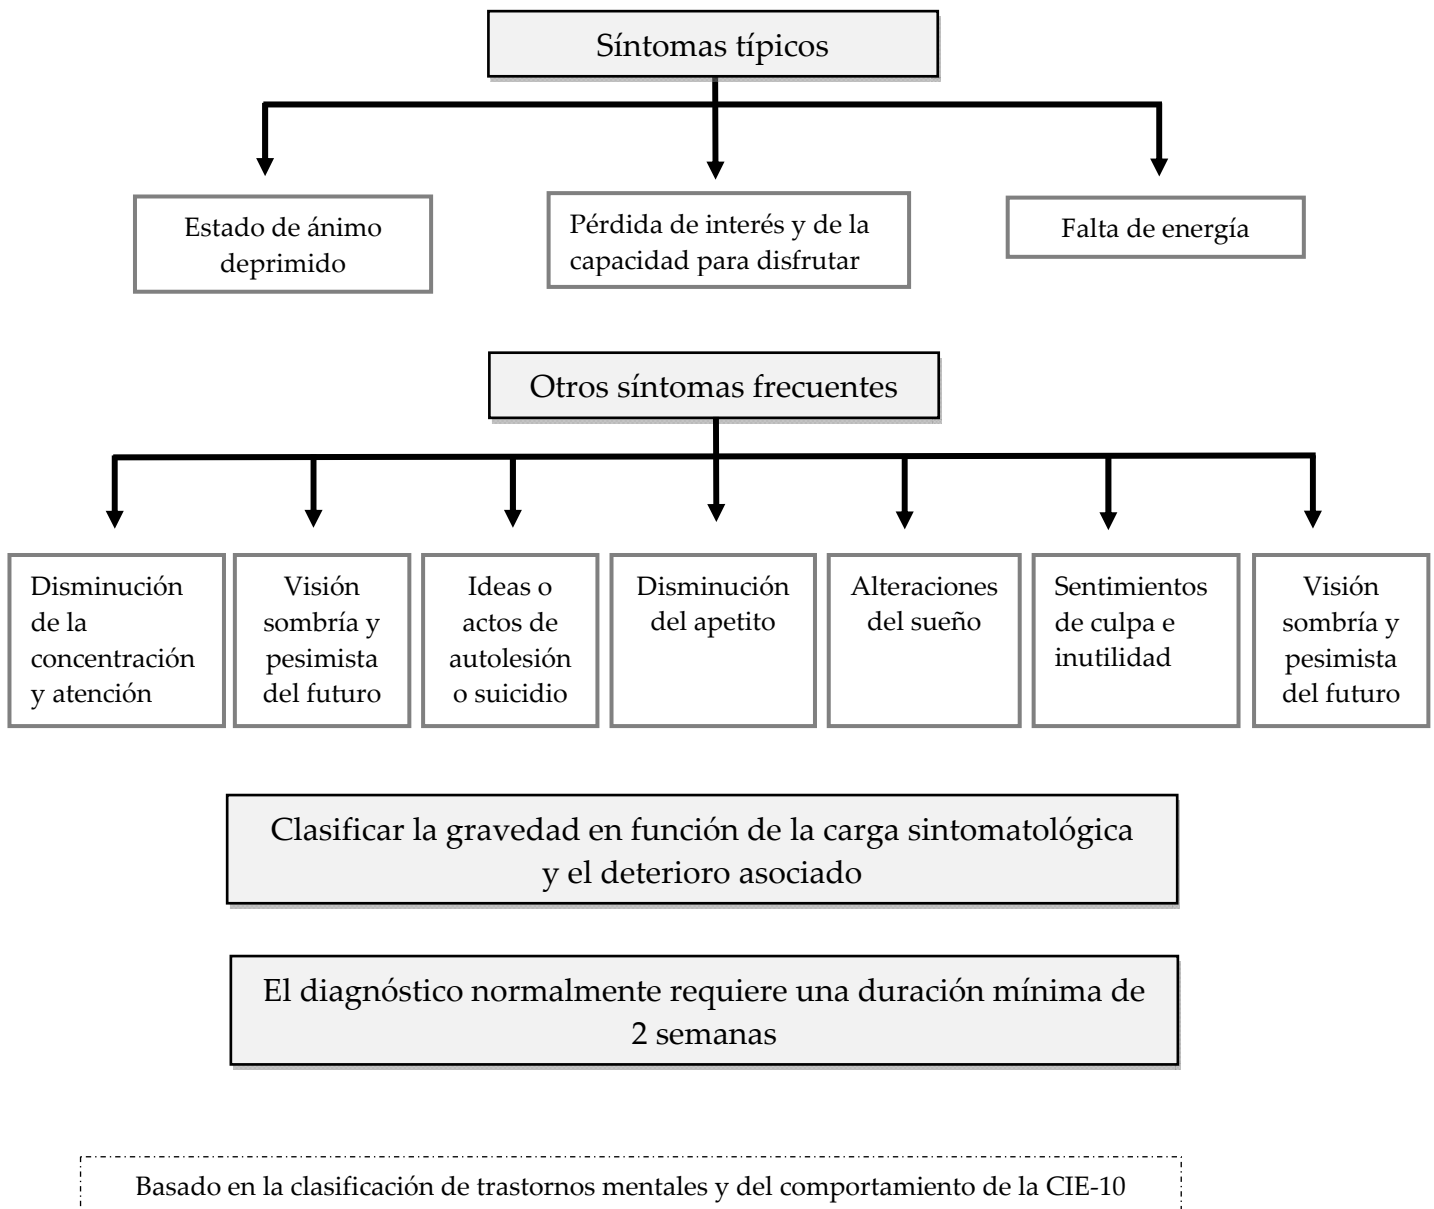 Síntomas típicos
Estado de ánimo
deprimido
Pérdida de interés y de la
capacidad para disfrutar
Falta de energía
Otros síntomas frecuentes
Disminución
de la
concentración
y atención
Visión
sombría y
pesimista
del futuro
Ideas o
actos de
autolesión
o suicidio
Disminución
del apetito
Alteraciones
del sueño
Sentimientos
de culpa e
inutilidad
Visión
sombría y
pesimista
del futuro
Clasificar la gravedad en función de la carga sintomatológica
y el deterioro asociado
El diagnóstico normalmente requiere una duración mínima de
2 semanas
Basado en la clasificación de trastornos mentales y del comportamiento de la CIE-10